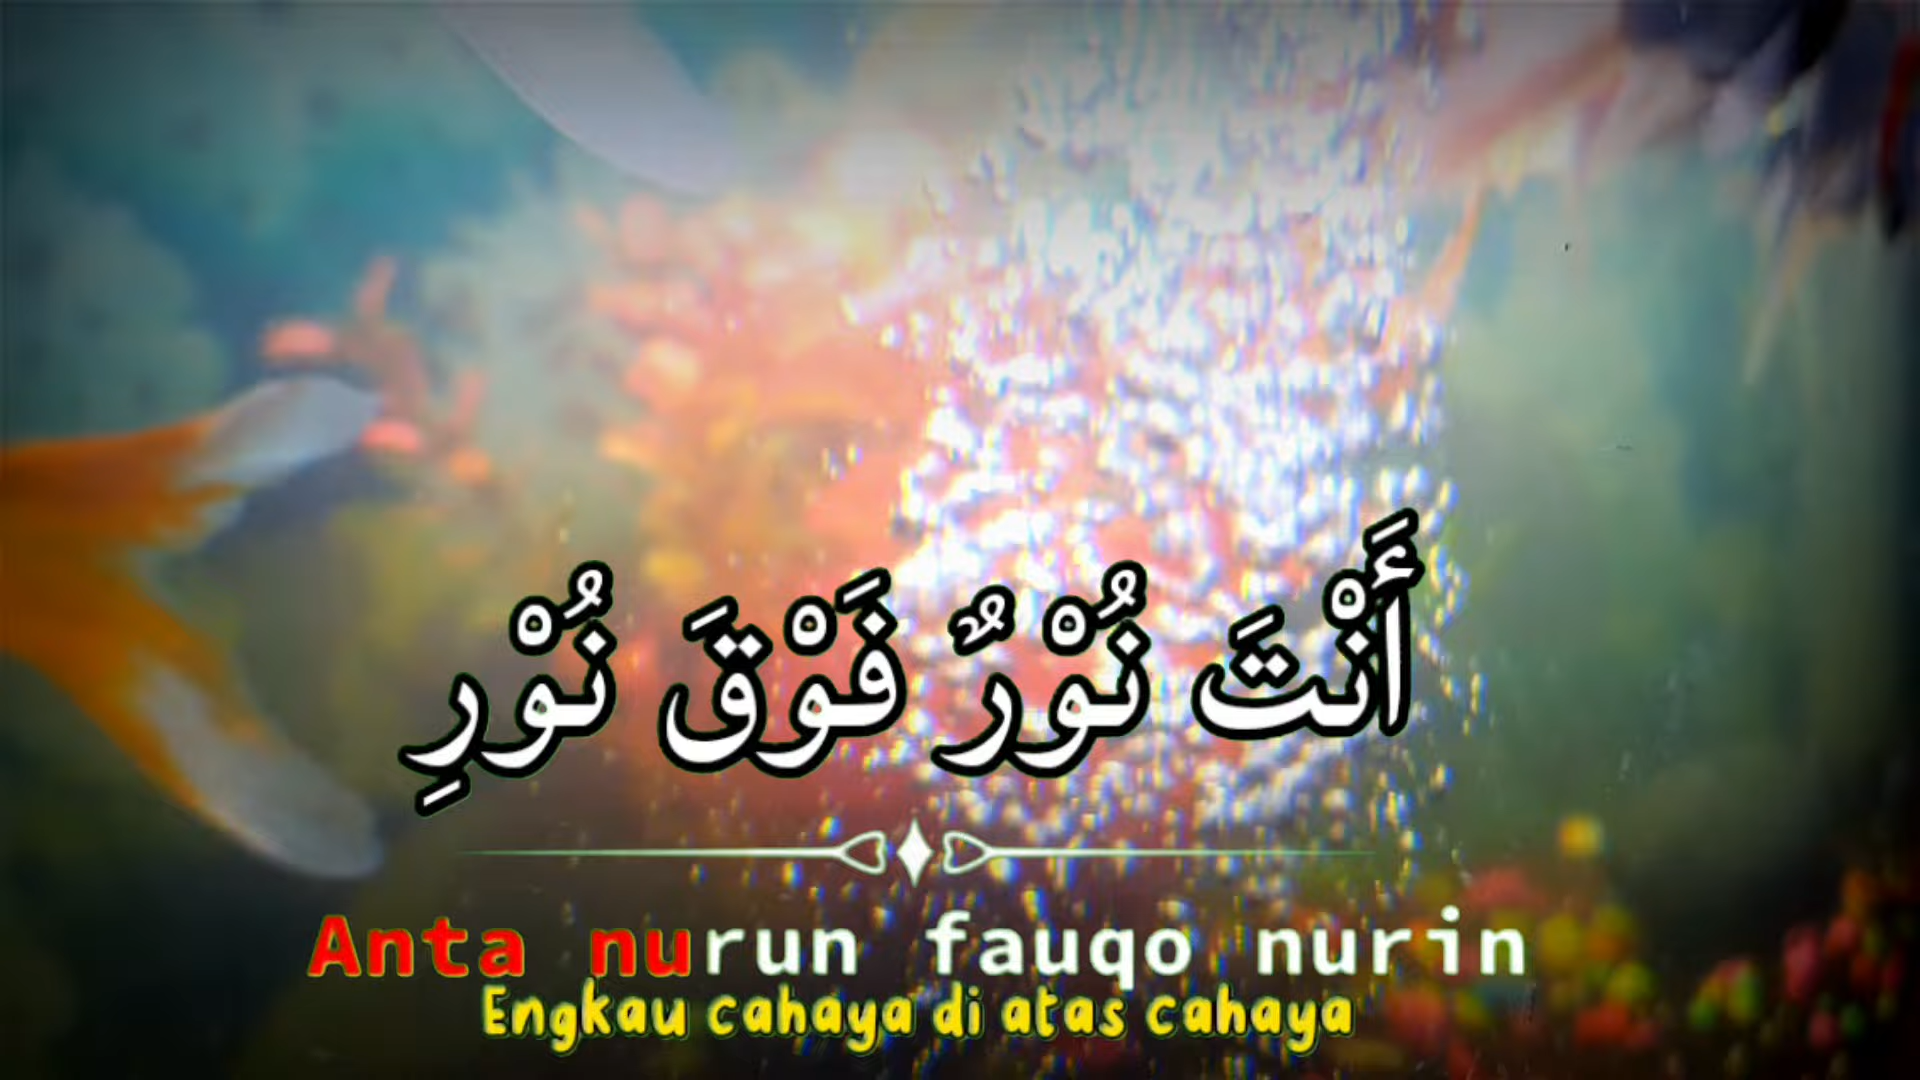 أَنْتَ نُوْرٌ فَوْقَ نُوْرِ
Anta nurun fauqo nurin
Engkau cahaya di atas cahaya